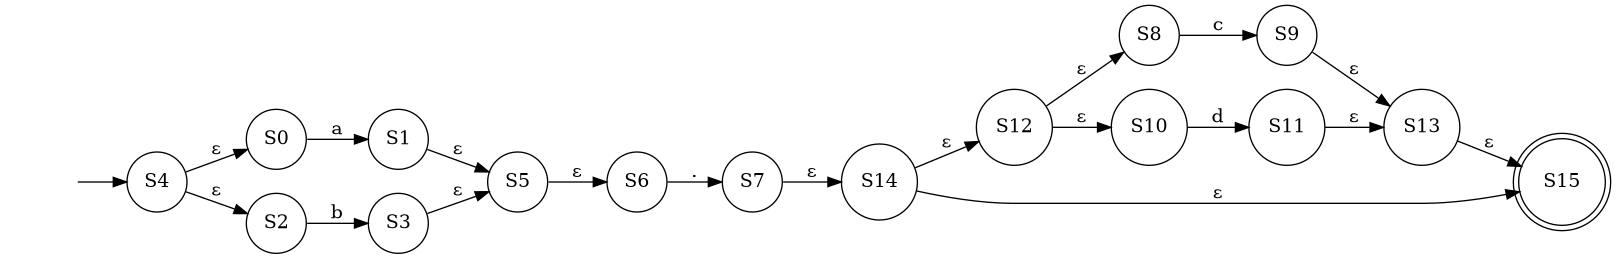 S8 c S9
ε ε
S12 ε S10 d S11 ε S13
S0 a S1 ε ε
ε ε
S4 S5 ε S6 . S7 ε S14 S15
ε ε ε
S2 b S3